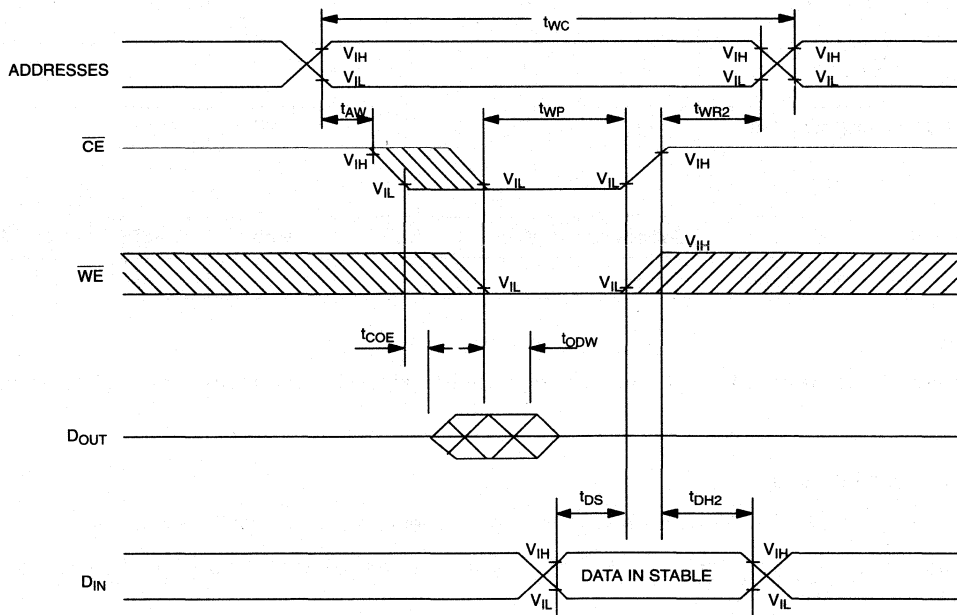 tWC
ADDRESSES
VIH VIH VIH
VIL VIL VIL
tAW tWP tWR2
CE
VIH VIH
VIL VIL VIL
VIH
WE
VIL VIL
tCOE tODW
DOUT
tDS tDH2
VIH VIH
DIN DATA IN STABLE
VIL VIL